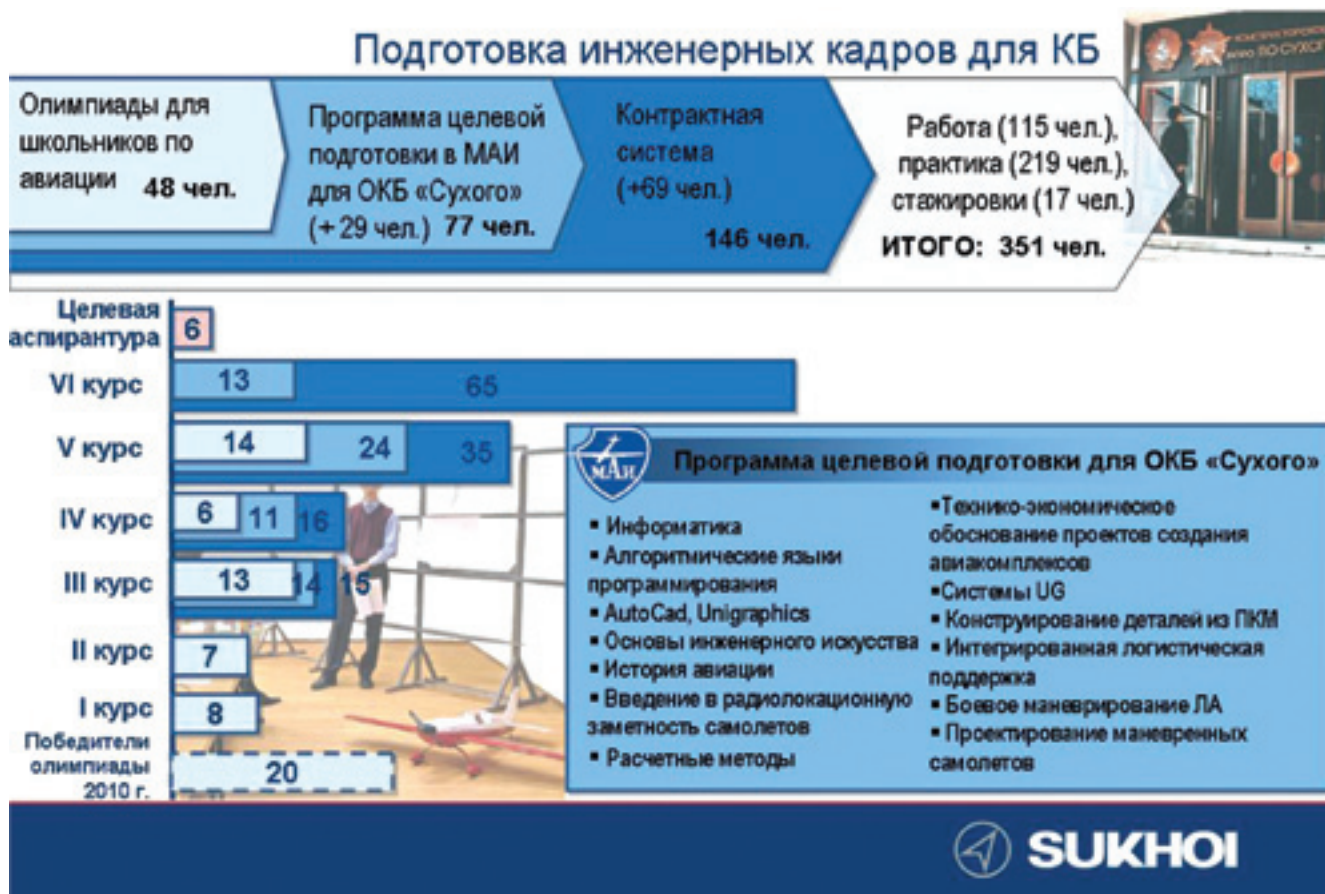 Подготовка инженерных кадров для КБ
Олимпиады для
школьников по
авиации 48 чел.
Программа целевой
подготовки в МАИ
для ОКБ «Сухого»
(+ 29 чел.) 77 чел.
Контрактная
система
(+69 чел.)
146 чел.
Работа (115 чел.),
практика (219 чел.),
стажировки (17 чел.)
ИТОГО: 351 чел.
Целевая
аспирантура 6
VI курс 13 65
V курс 14 24 35
IV курс 6 11 16
III курс 13 14 15
II курс 7
I курс 8
Победители
олимпиады
2010 г.
20
МАИ
Программа целевой подготовки для ОКБ «Сухого»
▪ Информатика
▪ Алгоритмические языки
программирования
▪ AutoCad, Unigraphics
▪ Основы инженерного искусства
▪ История авиации
▪ Введение в радиолокационную
заметность самолетов
▪ Расчетные методы
▪Технико-экономическое
обоснование проектов создания
авиакомплексов
▪Системы UG
▪ Конструирование деталей из ПКМ
▪ Интегрированная логистическая
поддержка
▪ Боевое маневрирование ЛА
▪ Проектирование маневренных
самолетов
SUKHOI